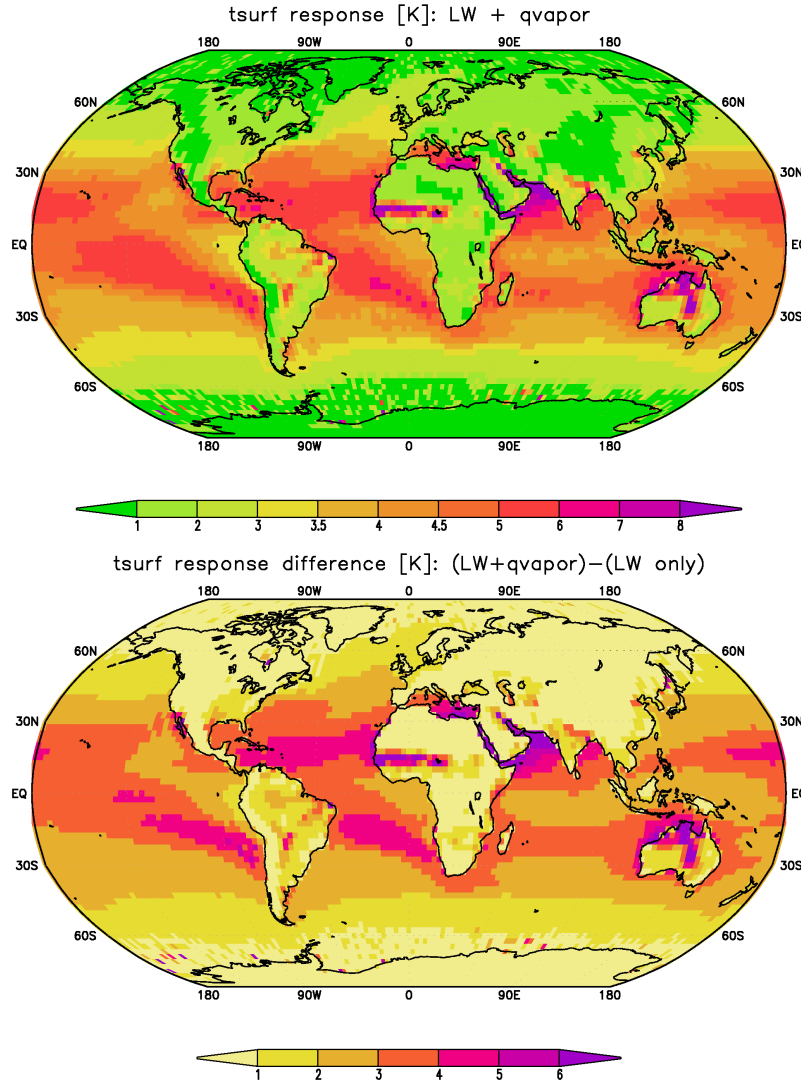 tsurf response [K]: LW + qvapor
180 90W 0 90E 180
60N
30N 30N
EQ EQ
30S 30S
60S 60S
180 90W 0 90E 180
1 2 3 3.5 4 4.5 5 6 7 8
tsurf response difference [K]: (LW+qvapor)−(LW only)
180 90W 0 90E 180
60N 60N
30N 30N
EQ EQ
30S 30S
60S 60S
180 90W 0 90E 180
1 2 3 4 5 6